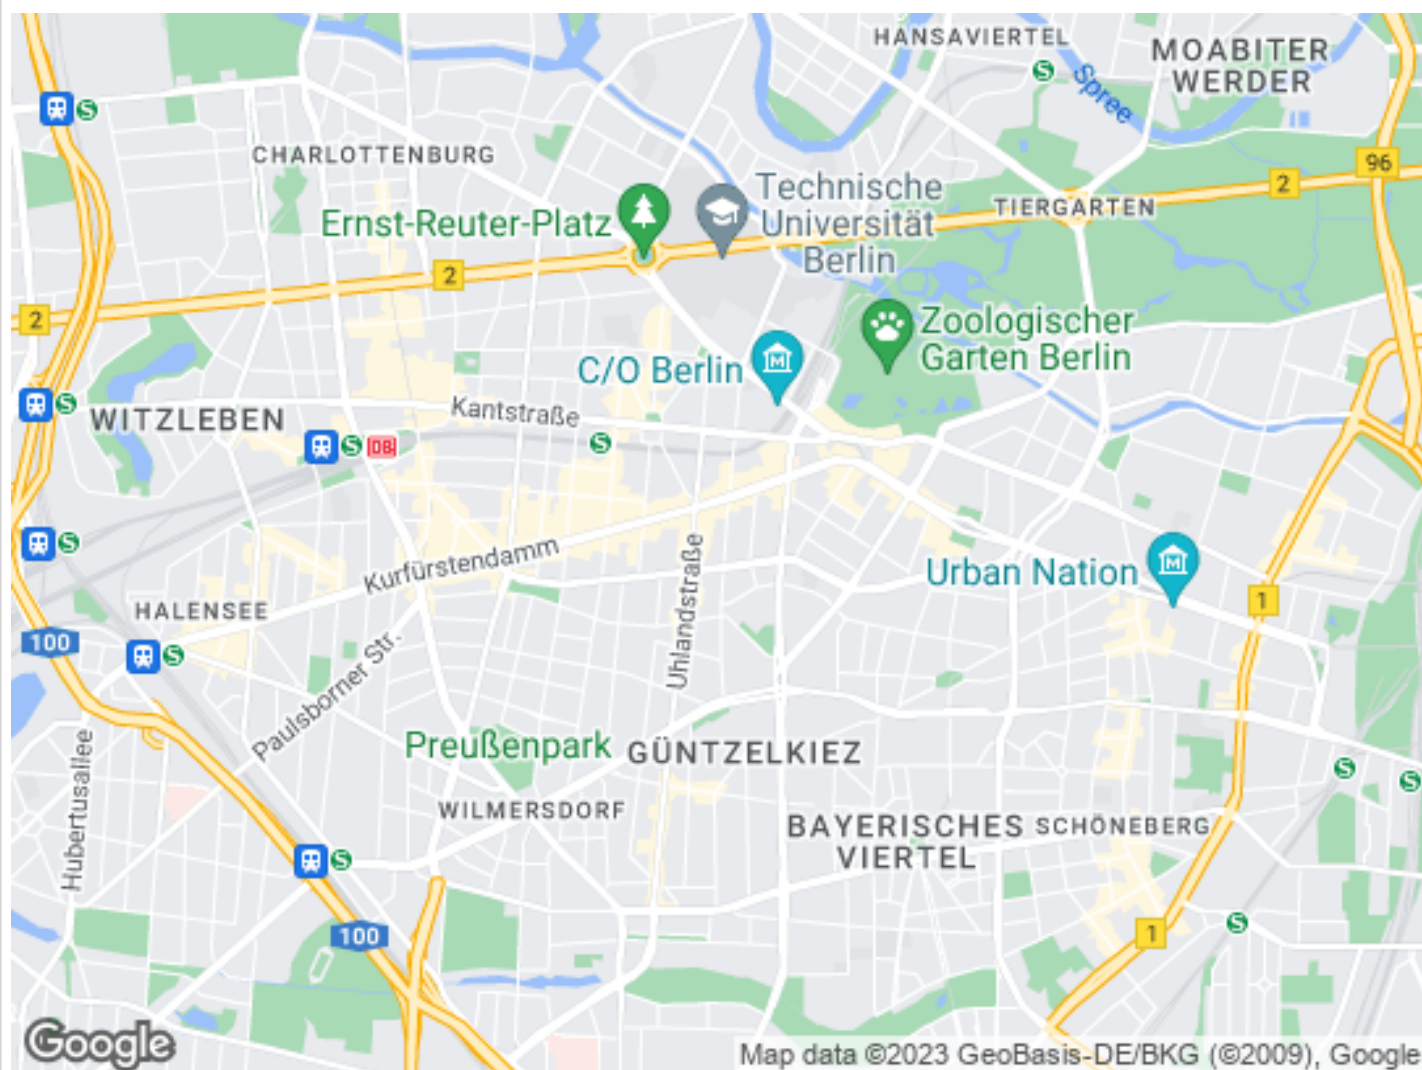 HANSAVIERTEL
MOABITER
WERDER
S
Spree
S
CHARLOTTENBURG
96
2
Technische
Universität
Berlin
TIERGARTEN
Ernst-Reuter-Platz
2
2
Zoologischer
Garten Berlin
C/O Berlin
M
S
WITZLEBEN
Kantstraße
S
DB
S
S
Kurfürstendamm
Uhlandstraße
Urban Nation
M
1
HALENSEE
100
S
Paulsborner Str.
Hubertusallee
Preußenpark
GÜNTZELKIEZ
S
S
WILMERSDORF
BAYERISCHES
VIERTEL
SCHÖNEBERG
S
100
1
S
Google
Map data ©2023 GeoBasis-DE/BKG (©2009), Google